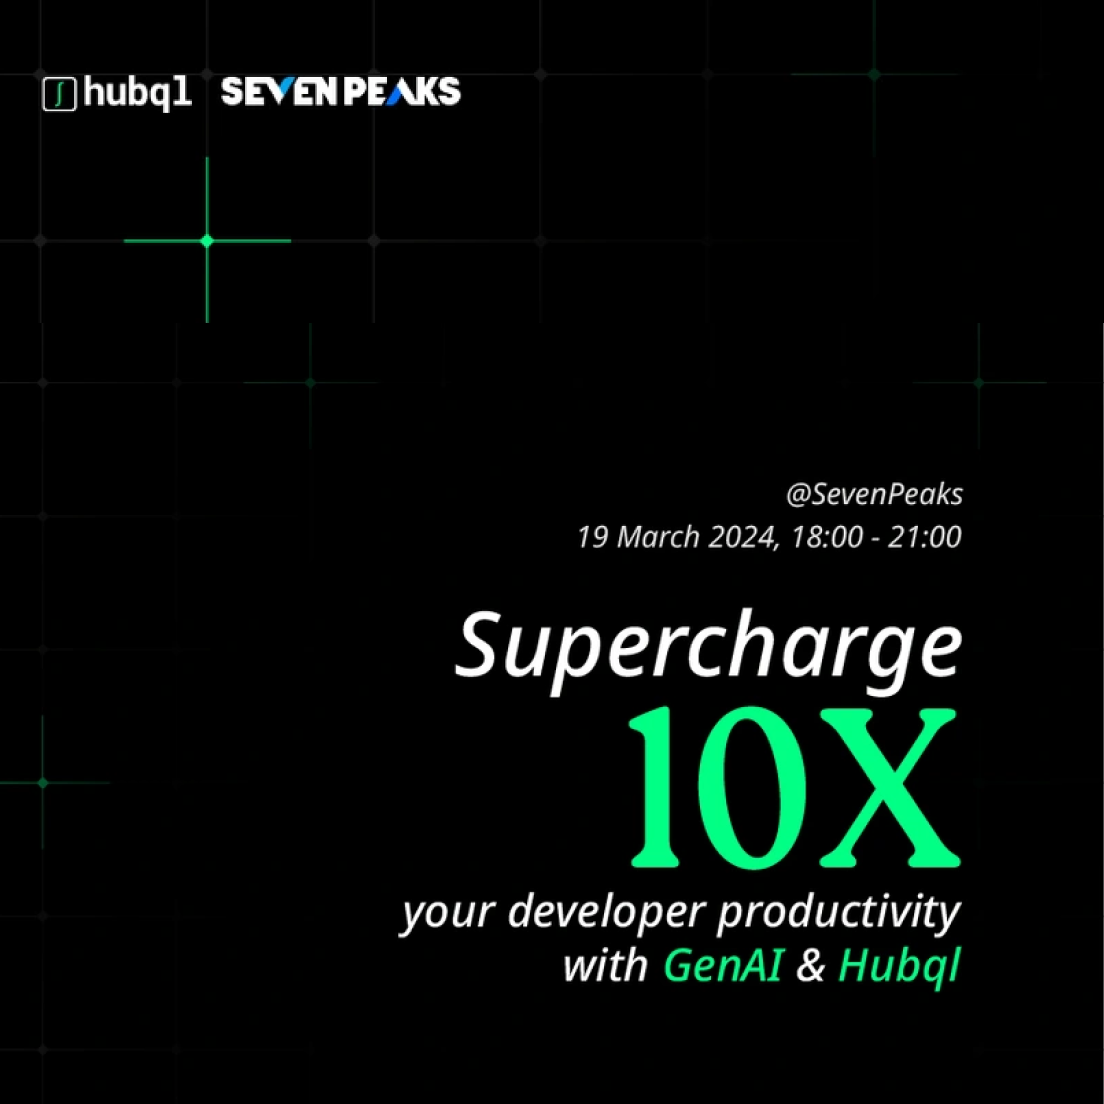 hubql SEVEN PEAKS
@SevenPeaks
19 March 2024, 18:00 - 21:00
Supercharge
10X
your developer productivity
with GenAI & Hubql